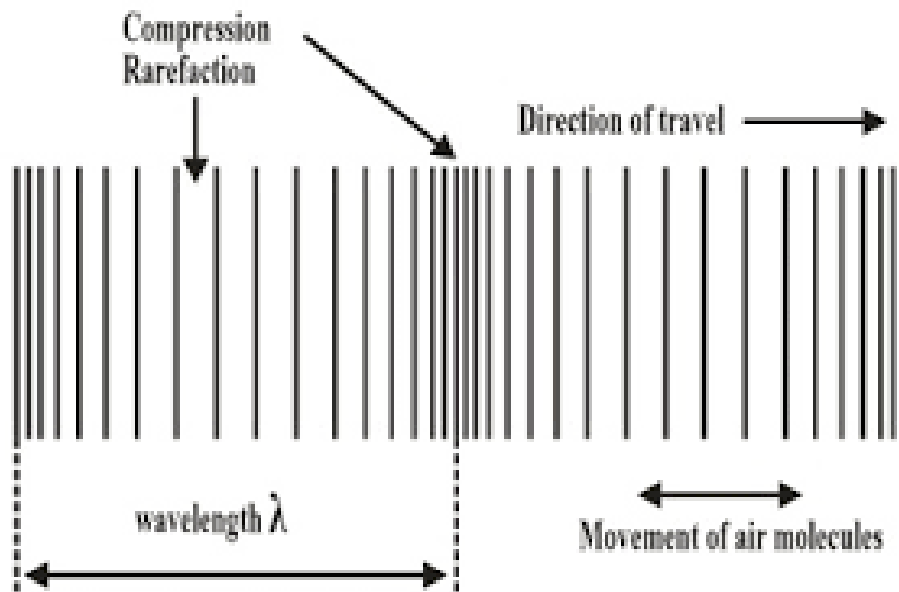 Compression
Rarefaction
Direction of travel
wavelength λ
Movement of air molecules